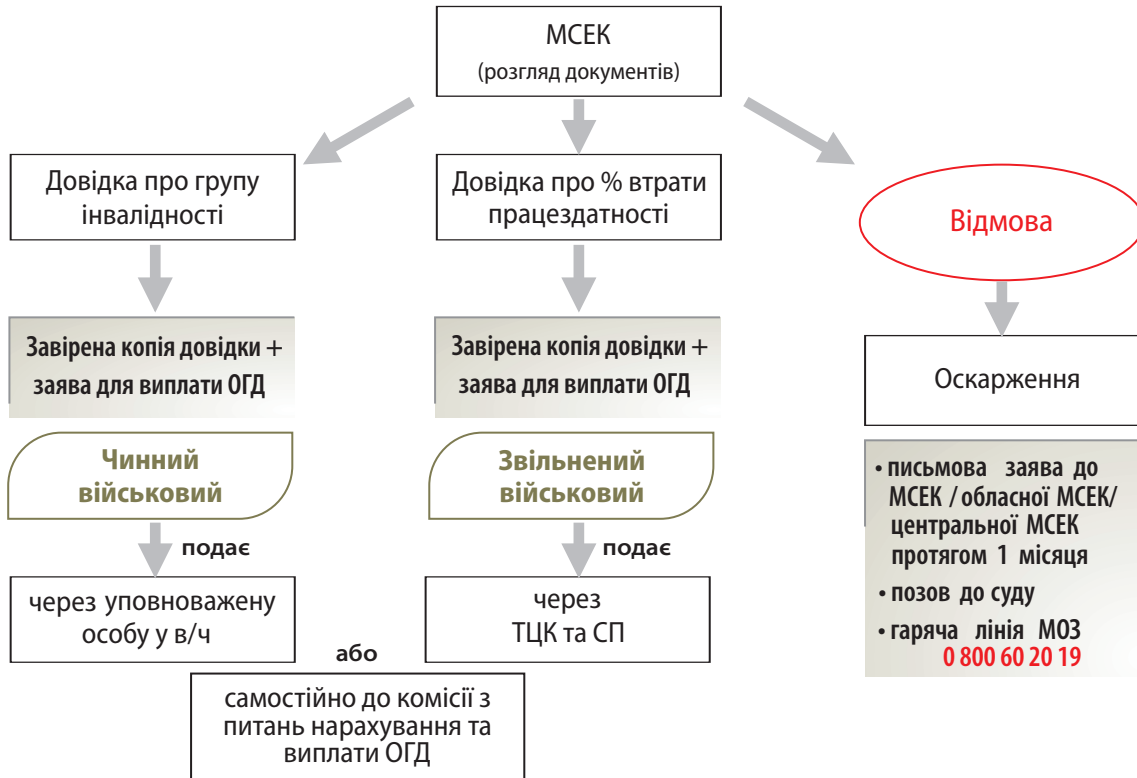 МСЕК
(розгляд документів)
Довідка про групу
інвалідності
Довідка про % втрати
працездатності
Відмова
Завірена копія довідки +
заява для виплати ОГД
Завірена копія довідки +
заява для виплати ОГД
Оскарження
Чинний
військовий
Звільнений
військовий
• письмова заява до
МСЕК / обласної МСЕК/
центральної МСЕК
протягом 1 місяця
• позов до суду
• гаряча лінія МОЗ
0 800 60 20 19
подає
подає
через уповноважену
особу у в/ч
через
ТЦК та СП
або
самостійно до комісії з
питань нарахування та
виплати ОГД